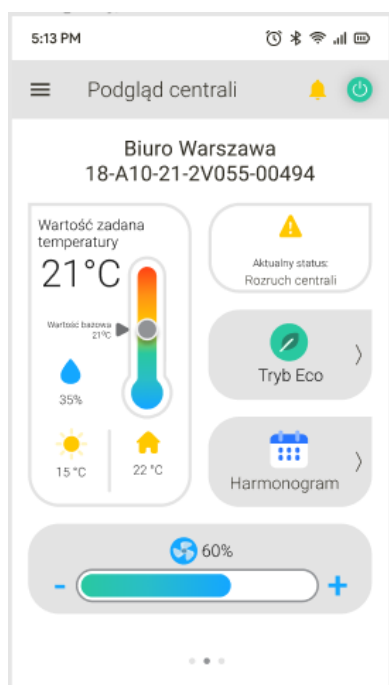 5:13 PM
Podgląd centrali
Biuro Warszawa
18-A10-21-2V055-00494
Wartość zadana
temperatury
21°C
Wartość bazowa
21°C
35%
15 °C
22 °C
Aktualny status:
Rozruch centrali
Tryb Eco
Harmonogram
60%
- +